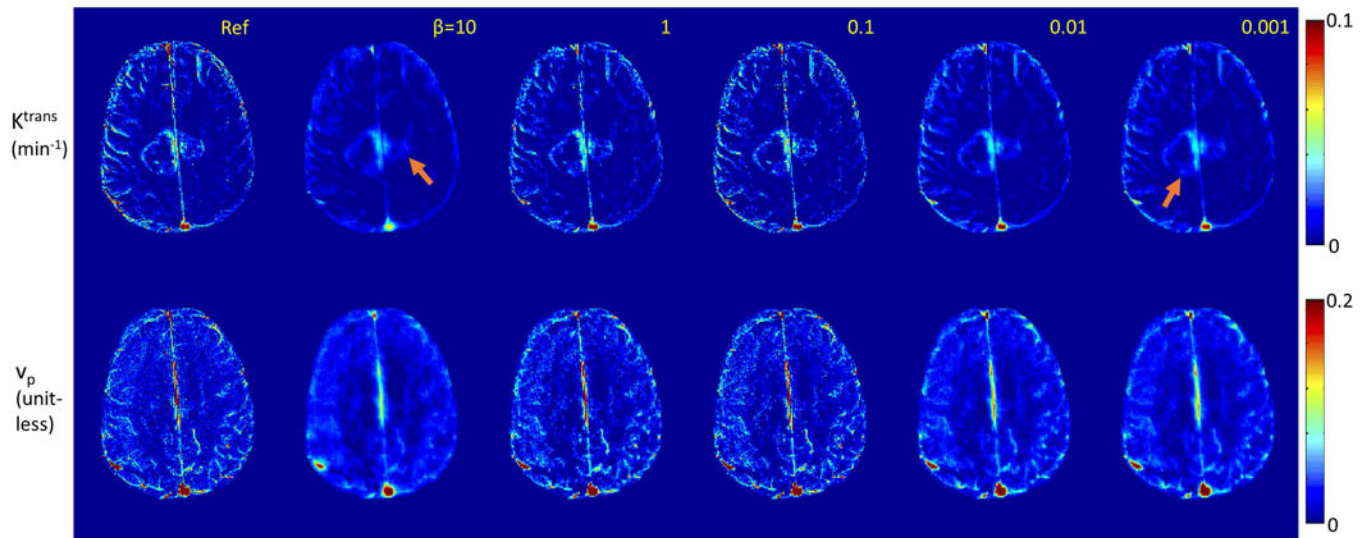 Ref β=10 1 0.1 0.01 0.001
0.1
K^trans
(min^-1)
0
0.2
v_p
(unit-
less)
0